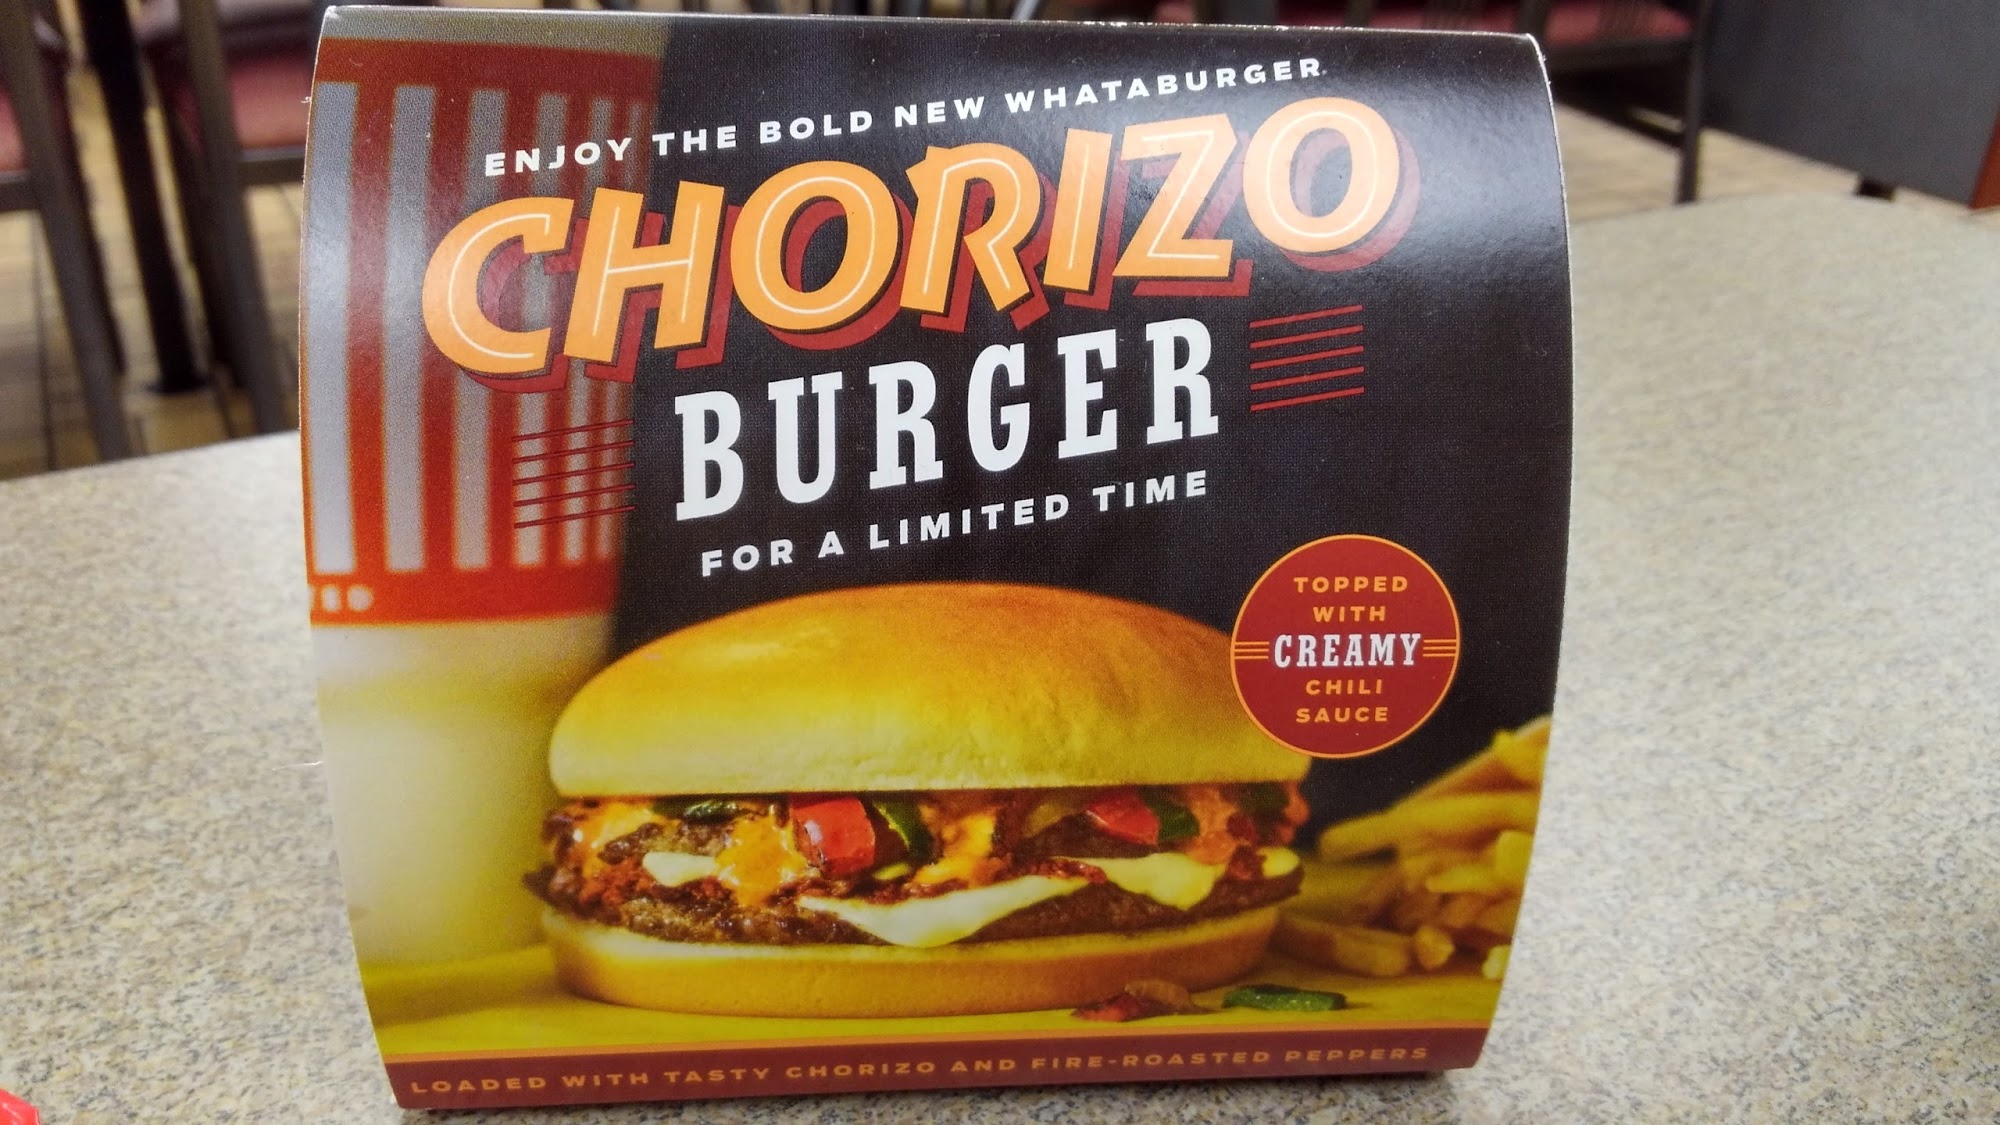 ENJOY THE BOLD NEW WHATABURGER
CHORIZO
BURGER
FOR A LIMITED TIME
TOPPED
WITH
CREAMY
CHILI
SAUCE
LOADED WITH TASTY CHORIZO AND FIRE-ROASTED PEPPERS